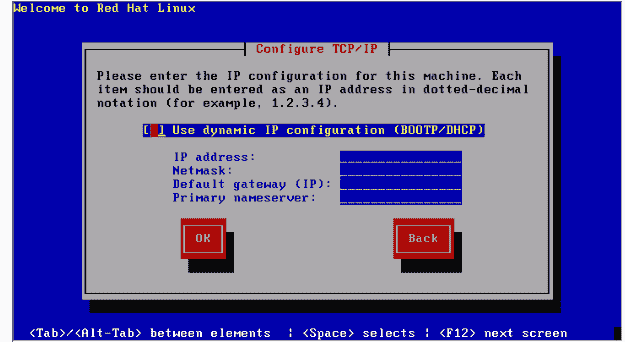 Welcome to Red Hat Linux
Configure TCP/IP
Please enter the IP configuration for this machine. Each
item should be entered as an IP address in dotted-decimal
notation (for example, 1.2.3.4).
[ ] Use dynamic IP configuration (BOOTP/DHCP)
IP address:
Netmask:
Default gateway (IP):
Primary nameserver:
OK Back
<Tab>/<Alt-Tab> between elements | <Space> selects | <F12> next screen